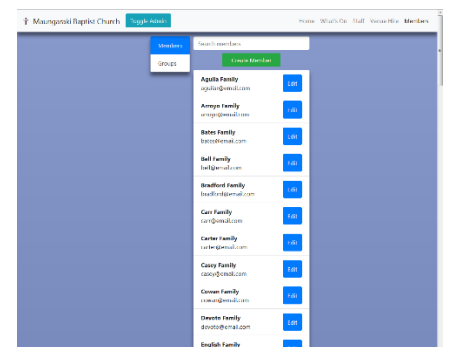 Maungaraki Baptist Church
Toggle Admin
Home What's On Staff Venue Hire Members
Members
Groups
Search members
Create Member
Aguila Family
aguilar@email.com
Edit
Arroyo Family
arroyo@email.com
Edit
Bates Family
bates@email.com
Edit
Bell Family
bell@email.com
Edit
Bradford Family
bradford@email.com
Edit
Carr Family
carr@email.com
Edit
Carter Family
carter@email.com
Edit
Casey Family
casey@email.com
Edit
Cowan Family
cowan@email.com
Edit
Devote Family
devote@email.com
Edit
English Family